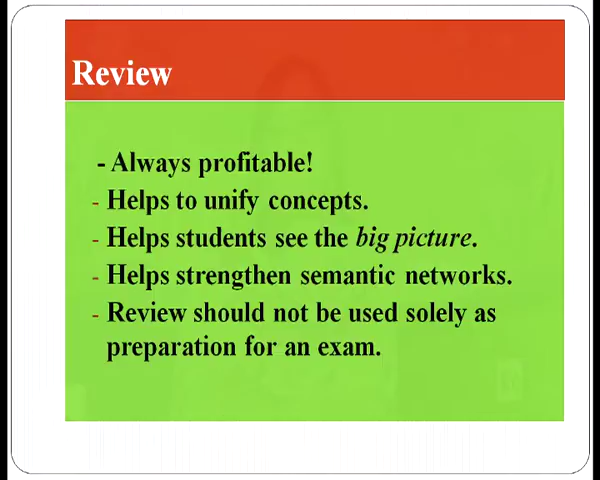 Review
- Always profitable!
- Helps to unify concepts.
- Helps students see the big picture.
- Helps strengthen semantic networks.
- Review should not be used solely as
preparation for an exam.